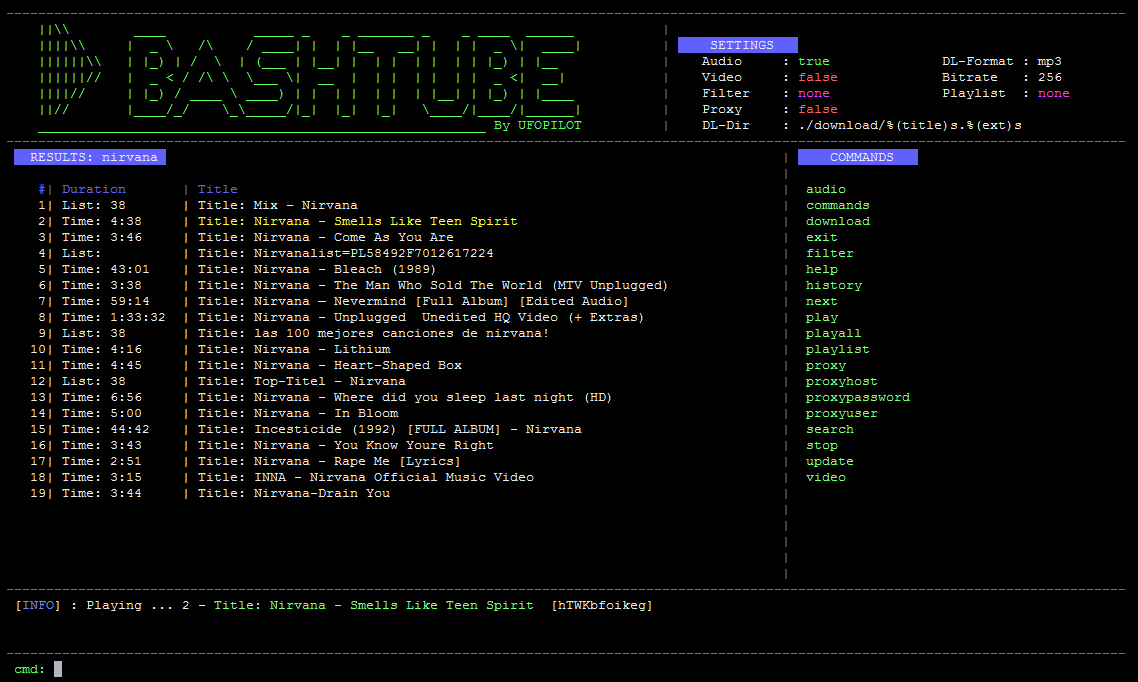 BASHTUBE
By UFOPILOT
SETTINGS
Audio : true DL-Format : mp3
Video : false Bitrate : 256
Filter : none Playlist : none
Proxy : false
DL-Dir : ./download/%(title)s.%(ext)s
RESULTS: nirvana
#| Duration | Title
1| List: 38 | Title: Mix - Nirvana
2| Time: 4:38 | Title: Nirvana - Smells Like Teen Spirit
3| Time: 3:46 | Title: Nirvana - Come As You Are
4| List: | Title: Nirvanalist=PL58492F7012617224
5| Time: 43:01 | Title: Nirvana - Bleach (1989)
6| Time: 3:38 | Title: Nirvana - The Man Who Sold The World (MTV Unplugged)
7| Time: 59:14 | Title: Nirvana – Nevermind [Full Album] [Edited Audio]
8| Time: 1:33:32 | Title: Nirvana - Unplugged  Unedited HQ Video (+ Extras)
9| List: 38 | Title: las 100 mejores canciones de nirvana!
10| Time: 4:16 | Title: Nirvana - Lithium
11| Time: 4:45 | Title: Nirvana - Heart-Shaped Box
12| List: 38 | Title: Top-Titel - Nirvana
13| Time: 6:56 | Title: Nirvana - Where did you sleep last night (HD)
14| Time: 5:00 | Title: Nirvana - In Bloom
15| Time: 44:42 | Title: Incesticide (1992) [FULL ALBUM] - Nirvana
16| Time: 3:43 | Title: Nirvana - You Know Youre Right
17| Time: 2:51 | Title: Nirvana - Rape Me [Lyrics]
18| Time: 3:15 | Title: INNA - Nirvana Official Music Video
19| Time: 3:44 | Title: Nirvana-Drain You
COMMANDS
audio
commands
download
exit
filter
help
history
next
play
playall
playlist
proxy
proxyhost
proxypassword
proxyuser
search
stop
update
video
[INFO] : Playing ... 2 - Title: Nirvana - Smells Like Teen Spirit  [hTWKbfoikeg]
cmd: